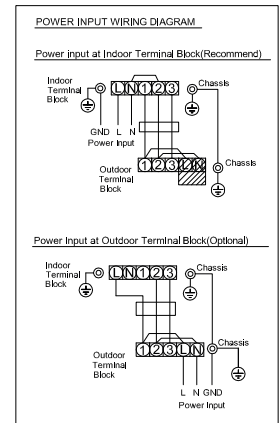 POWER INPUT WIRING DIAGRAM
Power input at Indoor Terminal Block(Recommend)
Indoor
Terminal
Block
L N 1 2 3
Chassis
GND L N
Power Input
Outdoor
Terminal
Block
1 2 3 L N
Chassis
Power Input at Outdoor Terminal Block(Optional)
Indoor
Terminal
Block
L N 1 2 3
Chassis
Outdoor
Terminal
Block
1 2 3 L N
Chassis
L N GND
Power Input